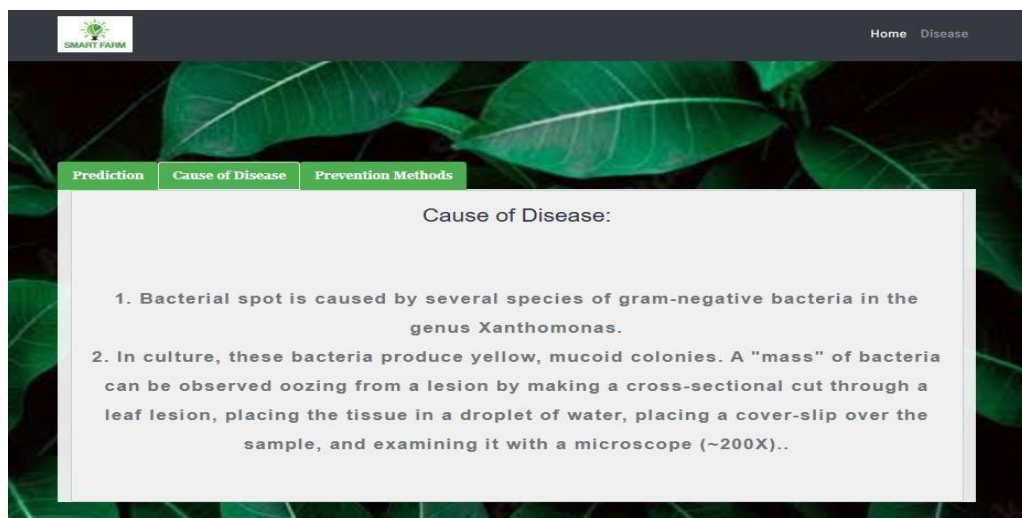 SMART FARM
Home Disease
Prediction Cause of Disease Prevention Methods
Cause of Disease:
1. Bacterial spot is caused by several species of gram-negative bacteria in the
genus Xanthomonas.
2. In culture, these bacteria produce yellow, mucoid colonies. A "mass" of bacteria
can be observed oozing from a lesion by making a cross-sectional cut through a
leaf lesion, placing the tissue in a droplet of water, placing a cover-slip over the
sample, and examining it with a microscope (~200X)..